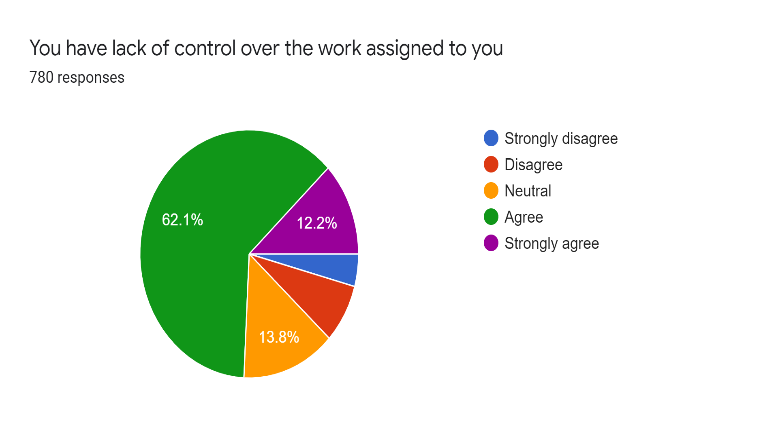 You have lack of control over the work assigned to you
780 responses
Strongly disagree
Disagree
Neutral
Agree
Strongly agree
62.1%
12.2%
13.8%